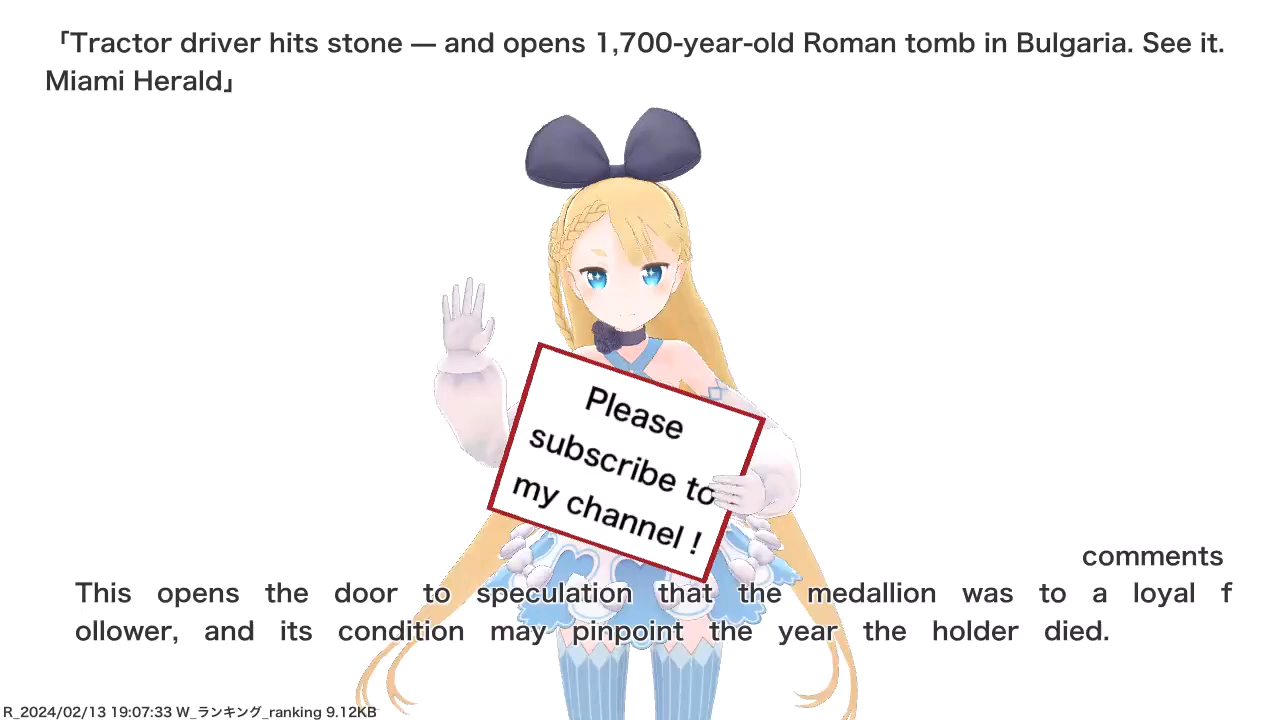 「Tractor driver hits stone — and opens 1,700-year-old Roman tomb in Bulgaria. See it.
Miami Herald」
Please
subscribe to
my channel !
comments
This opens the door to speculation that the medallion was to a loyal f
ollower, and its condition may pinpoint the year the holder died.
R_2024/02/13 19:07:33 W_ランキング_ranking 9.12KB